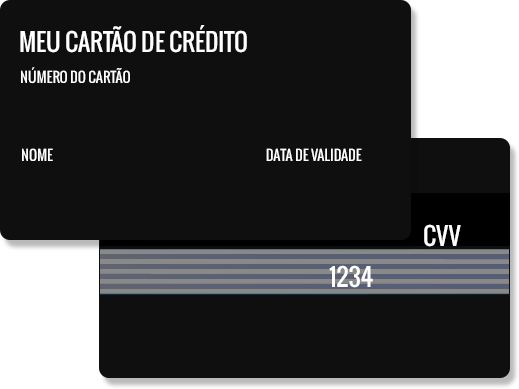 MEU CARTÃO DE CRÉDITO
NÚMERO DO CARTÃO
NOME DATA DE VALIDADE
CVV
1234